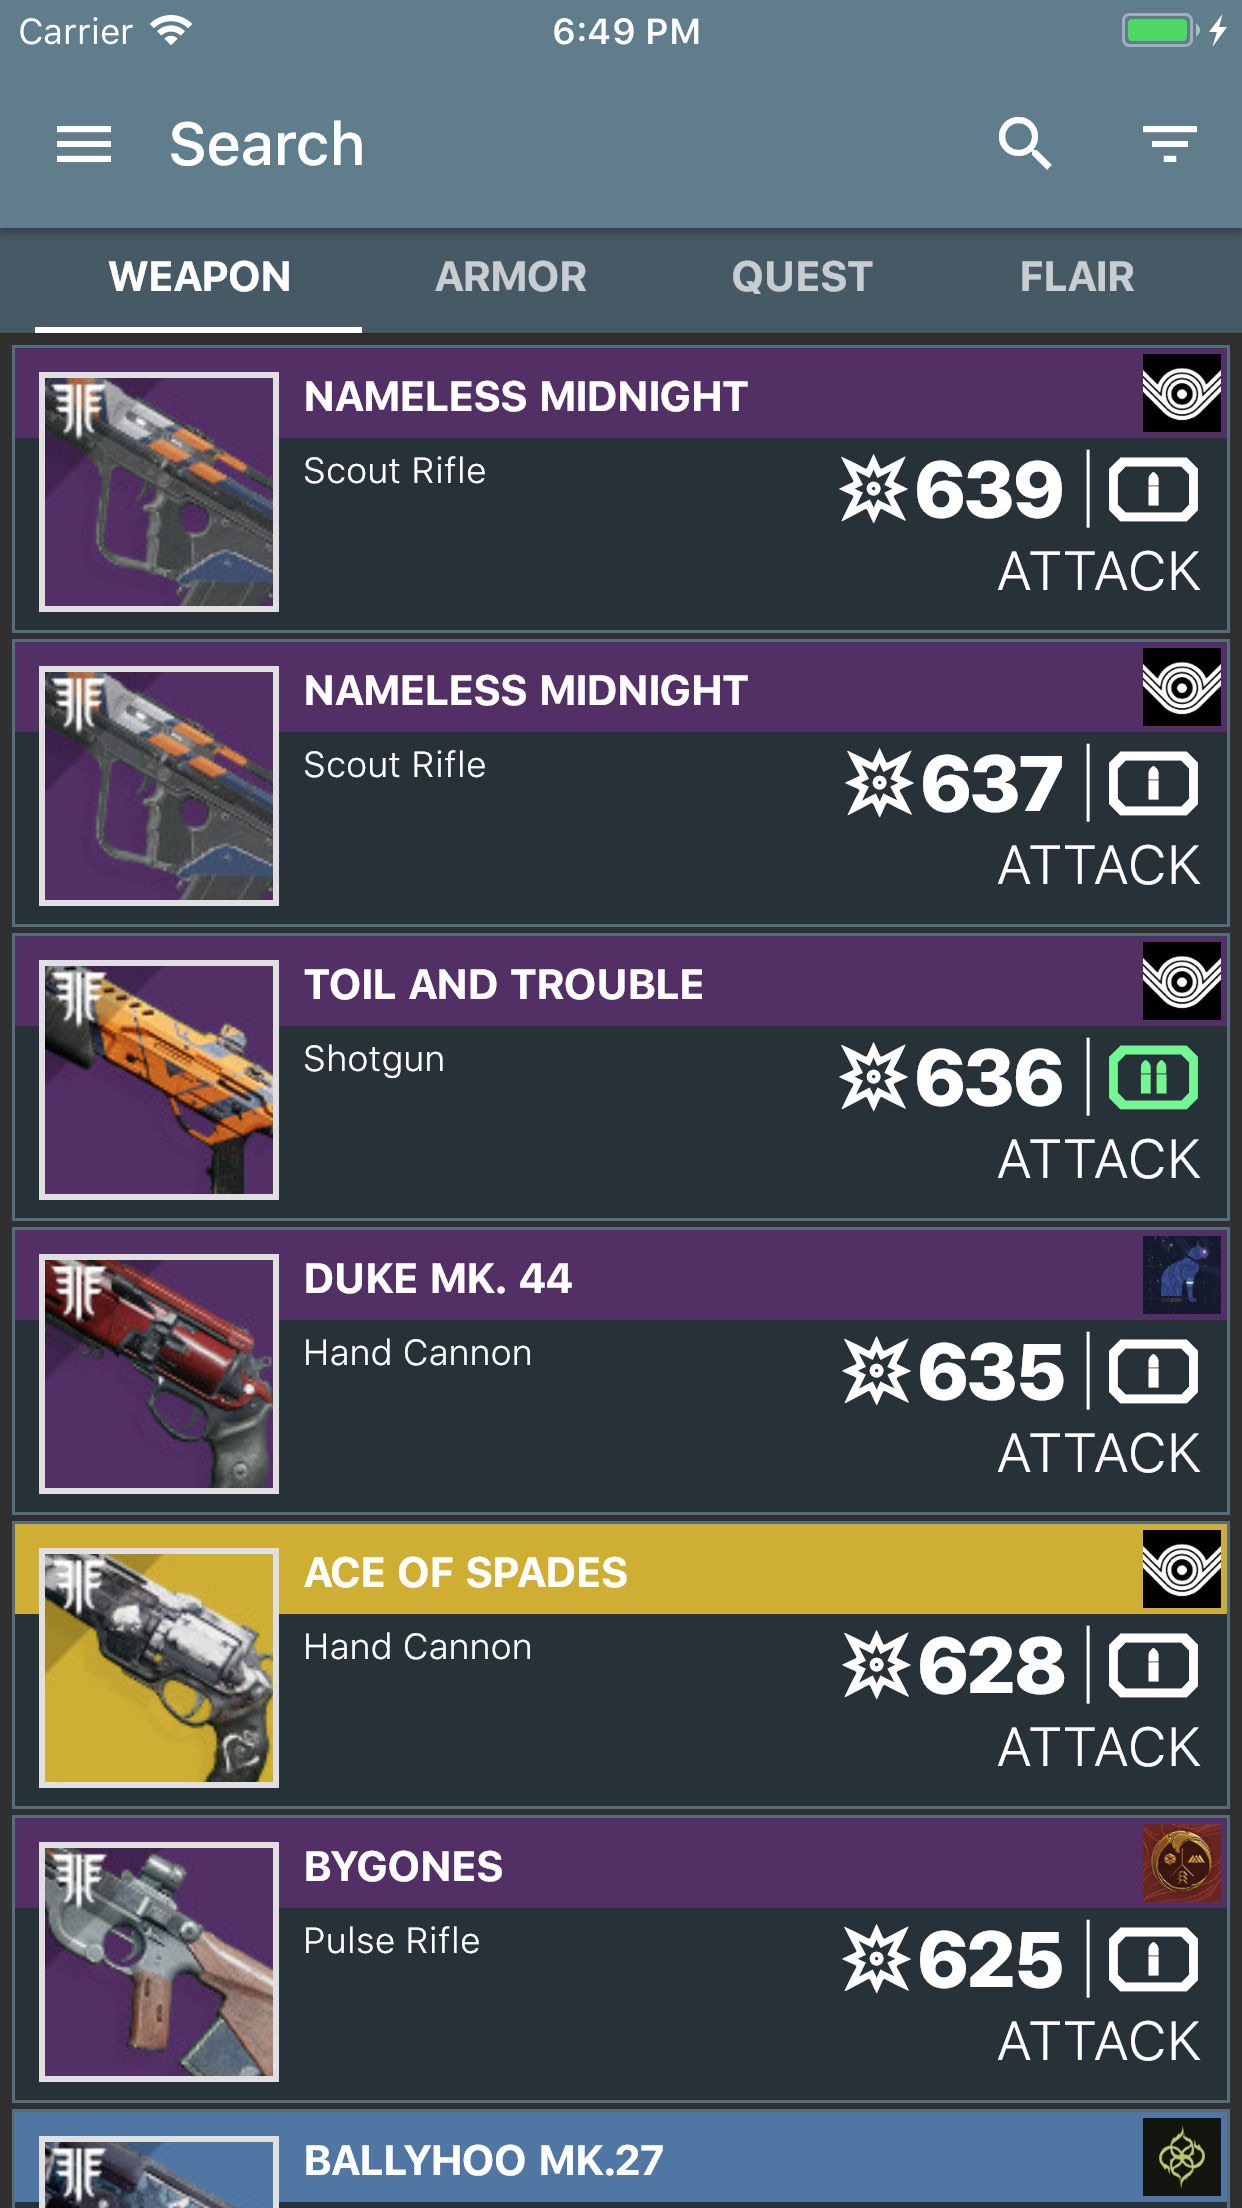 Carrier 6:49 PM
Search
WEAPON ARMOR QUEST FLAIR
NAMELESS MIDNIGHT
Scout Rifle 639
ATTACK
NAMELESS MIDNIGHT
Scout Rifle 637
ATTACK
TOIL AND TROUBLE
Shotgun 636
ATTACK
DUKE MK. 44
Hand Cannon 635
ATTACK
ACE OF SPADES
Hand Cannon 628
ATTACK
BYGONES
Pulse Rifle 625
ATTACK
BALLYHOO MK.27